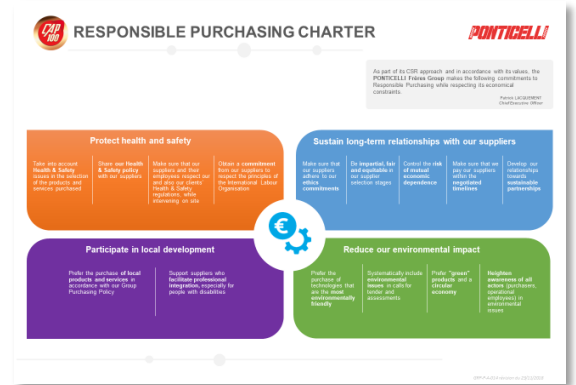 CAP
100
RESPONSIBLE PURCHASING CHARTER
PONTICELLI
As part of its CSR approach and in accordance with its values, the
PONTICELLI Frères Group makes the following commitments to
Responsible Purchasing while respecting its economical
constraints.
Chief Executive Officer
Protect health and safety
Take into account
Health & Safety
issues in the selection
of the products and
services purchased
Share our Health
& Safety policy
with our suppliers
Make sure that our
suppliers and their
employees respect our
and also our clients'
Health & Safety
regulations, while
intervening on site
Obtain a commitment
from our suppliers to
respect the principles of
the International Labour
Organization
Sustain long-term relationships with our suppliers
Make sure that
our suppliers
adhere to our
ethics
commitments
Be impartial, fair
and equitable in
our supplier
selection stages
Control the risk
of mutual
economic
dependence
Make sure that we
pay our suppliers
within the
negotiated
timelines
Develop our
relationships
towards
sustainable
partnerships
Participate in local development
Prefer the purchase of local
products and services in
accordance with our Group
Purchasing Policy
Support suppliers who
facilitate professional
integration, especially for
people with disabilities.
Reduce our environmental impact
Prefer the
purchase of
technologies that
are the most
environmentally
friendly
Systematically include
environmental
issues in calls for
tender and
assessments
Prefer "green"
products and a
circular
economy
Heighten
awareness of all
actors (purchasers,
operational
employees) in
environmental
issues
€